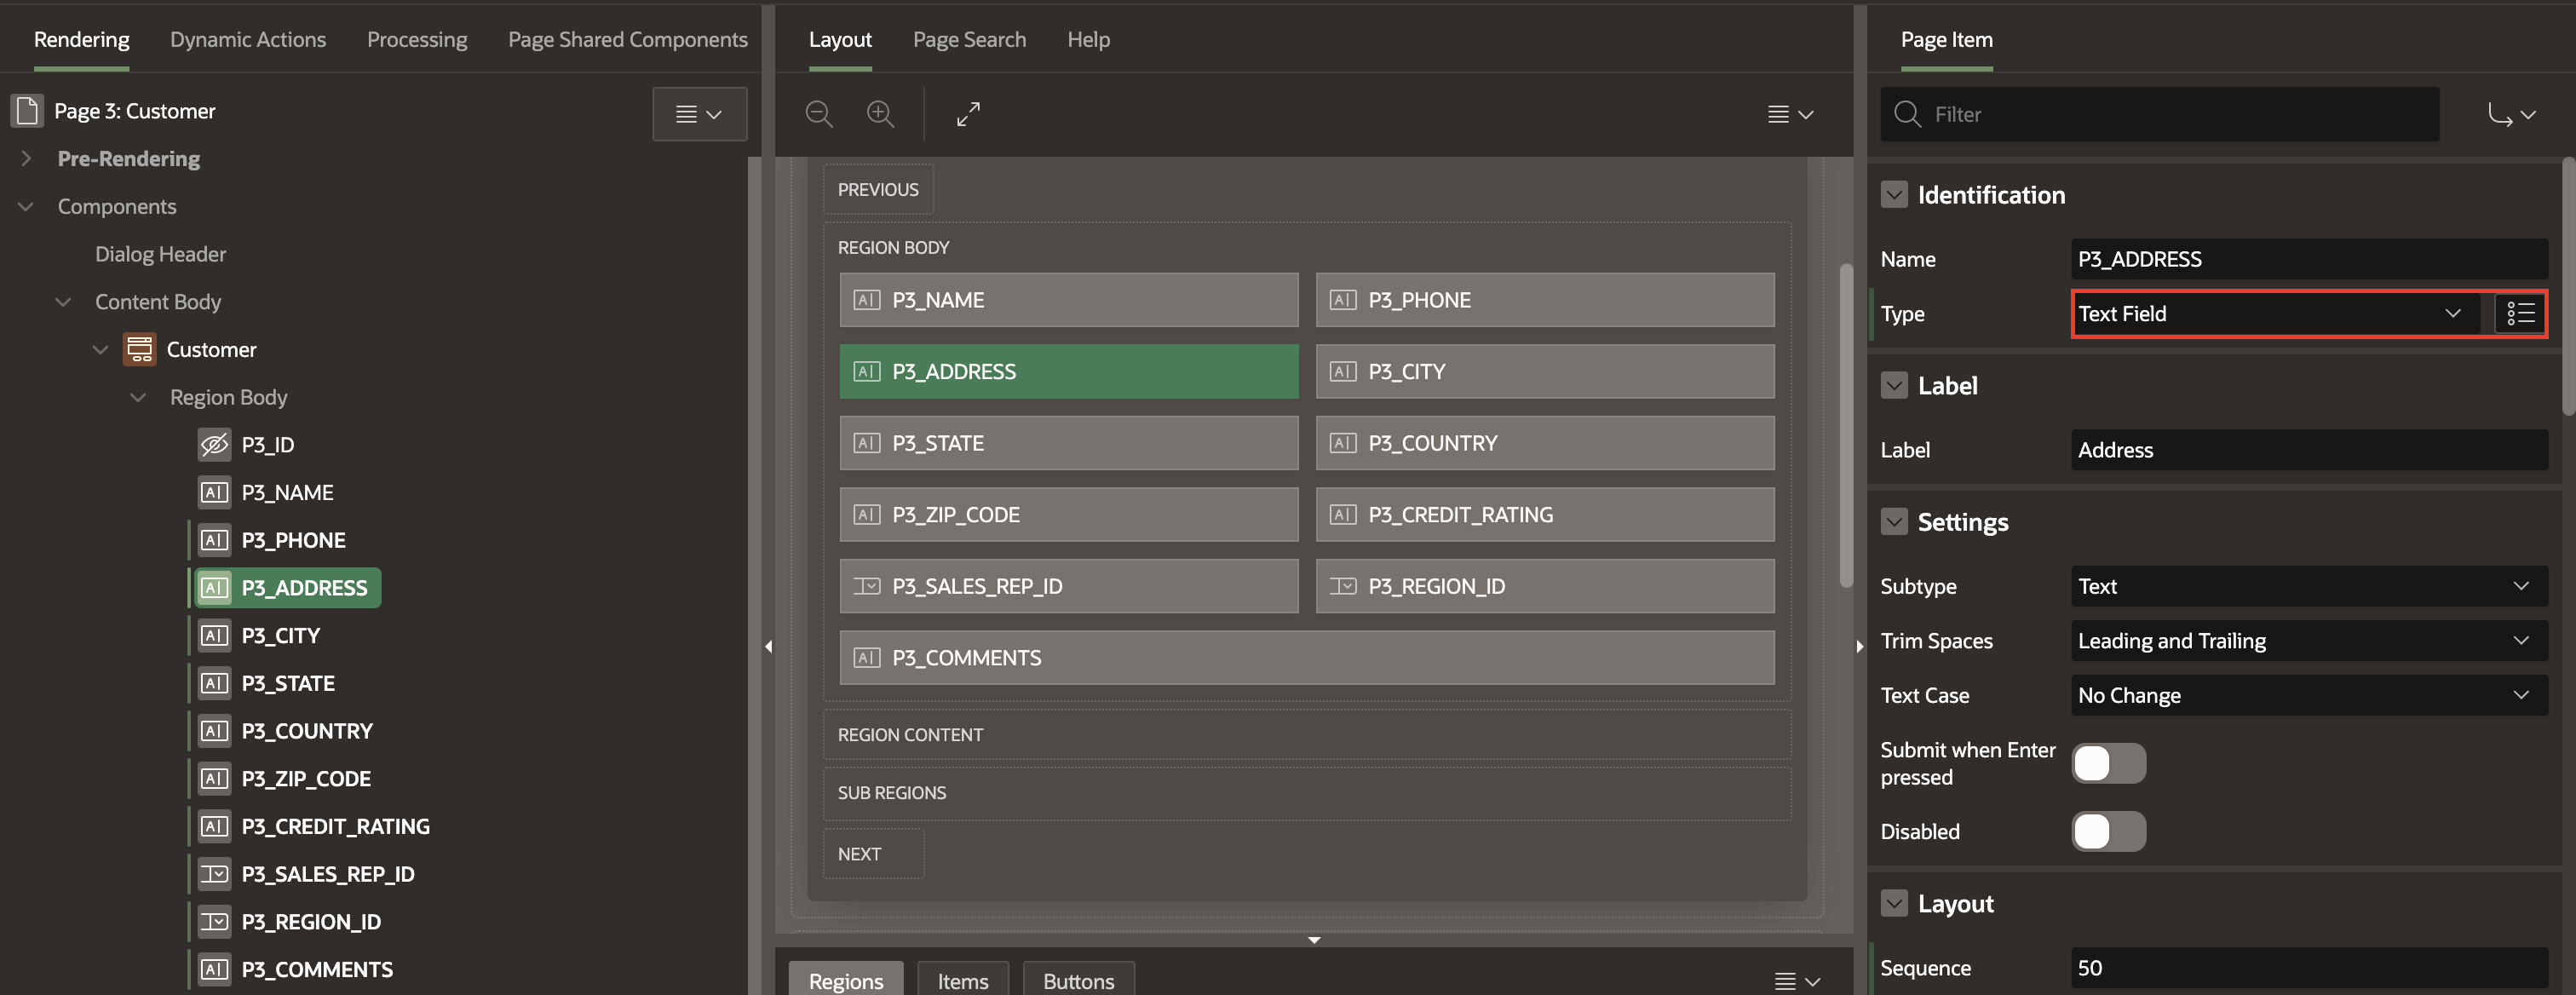 Rendering
Dynamic Actions
Processing
Page Shared Components
Page 3: Customer
Pre-Rendering
Components
Dialog Header
Content Body
Customer
Region Body
P3_ID
P3_NAME
P3_PHONE
P3_ADDRESS
P3_CITY
P3_STATE
P3_COUNTRY
P3_ZIP_CODE
P3_CREDIT_RATING
P3_SALES_REP_ID
P3_REGION_ID
P3_COMMENTS
Layout
Page Search
Help
PREVIOUS
REGION BODY
P3_NAME
P3_PHONE
P3_ADDRESS
P3_CITY
P3_STATE
P3_COUNTRY
P3_ZIP_CODE
P3_CREDIT_RATING
P3_SALES_REP_ID
P3_REGION_ID
P3_COMMENTS
REGION CONTENT
SUB REGIONS
NEXT
Regions
Items
Buttons
Page Item
Filter
Identification
Name P3_ADDRESS
Type Text Field
Label
Label Address
Settings
Subtype Text
Trim Spaces Leading and Trailing
Text Case No Change
Submit when Enter
pressed
Disabled
Layout
Sequence 50